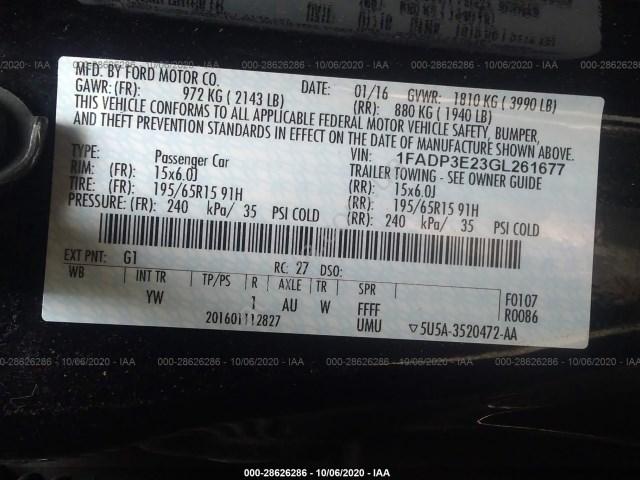 000-28626286 - 10/06/2020 - IAA
MFD. BY FORD MOTOR CO.
DATE: 01/16 GVWR: 1810 KG ( 3990 LB)
GAWR: (FR): 972 KG ( 2143 LB) (RR): 880 KG ( 1940 LB)
THIS VEHICLE CONFORMS TO ALL APPLICABLE FEDERAL MOTOR VEHICLE SAFETY, BUMPER,
AND THEFT PREVENTION STANDARDS IN EFFECT ON THE DATE OF MANUFACTURE SHOWN ABOVE.
VIN: 1FADP3E23GL261677
TYPE: Passenger Car TRAILER TOWING - SEE OWNER GUIDE
RIM: (FR): 15x6.0J (RR): 15x6.0J
TIRE: (FR): 195/65R15 91H (RR): 195/65R15 91H
PRESSURE: (FR): 240 kPa/ 35 PSI COLD (RR): 240 kPa/ 35 PSI COLD
EXT PNT: G1 RC: 27 DSO:
WB INT TR TP/PS R AXLE TR SPR
YW 1 AU W FFFF F0107
UMU R0086
201601112827 5U5A-3520472-AA
000-28626286 - 10/06/2020 - IAA